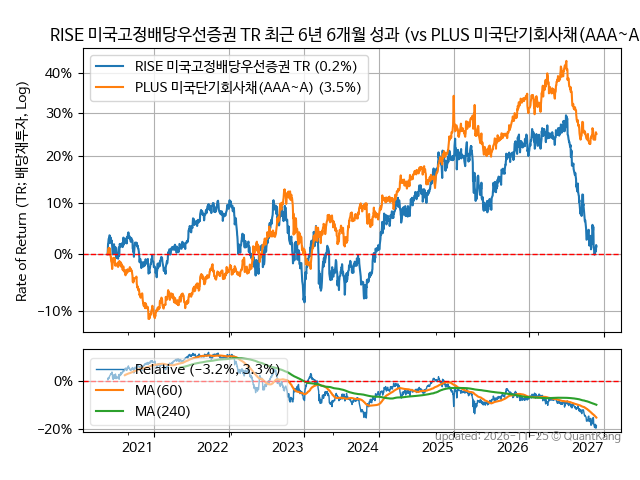 RISE 미국고정배당우선증권 TR 최근 6년 6개월 성과 (vs PLUS 미국단기회사채(AAA~A
Rate of Return (TR: 배당재투자, Log)
RISE 미국고정배당우선증권 TR (0.2%)
PLUS 미국단기회사채(AAA~A) (3.5%)
40%
30%
20%
10%
0%
−10%
Relative (−3.2%, 3.3%)
MA(60)
MA(240)
0%
−20%
updated: 2026−11−25 © QuantKang
2021 2022 2023 2024 2025 2026 2027